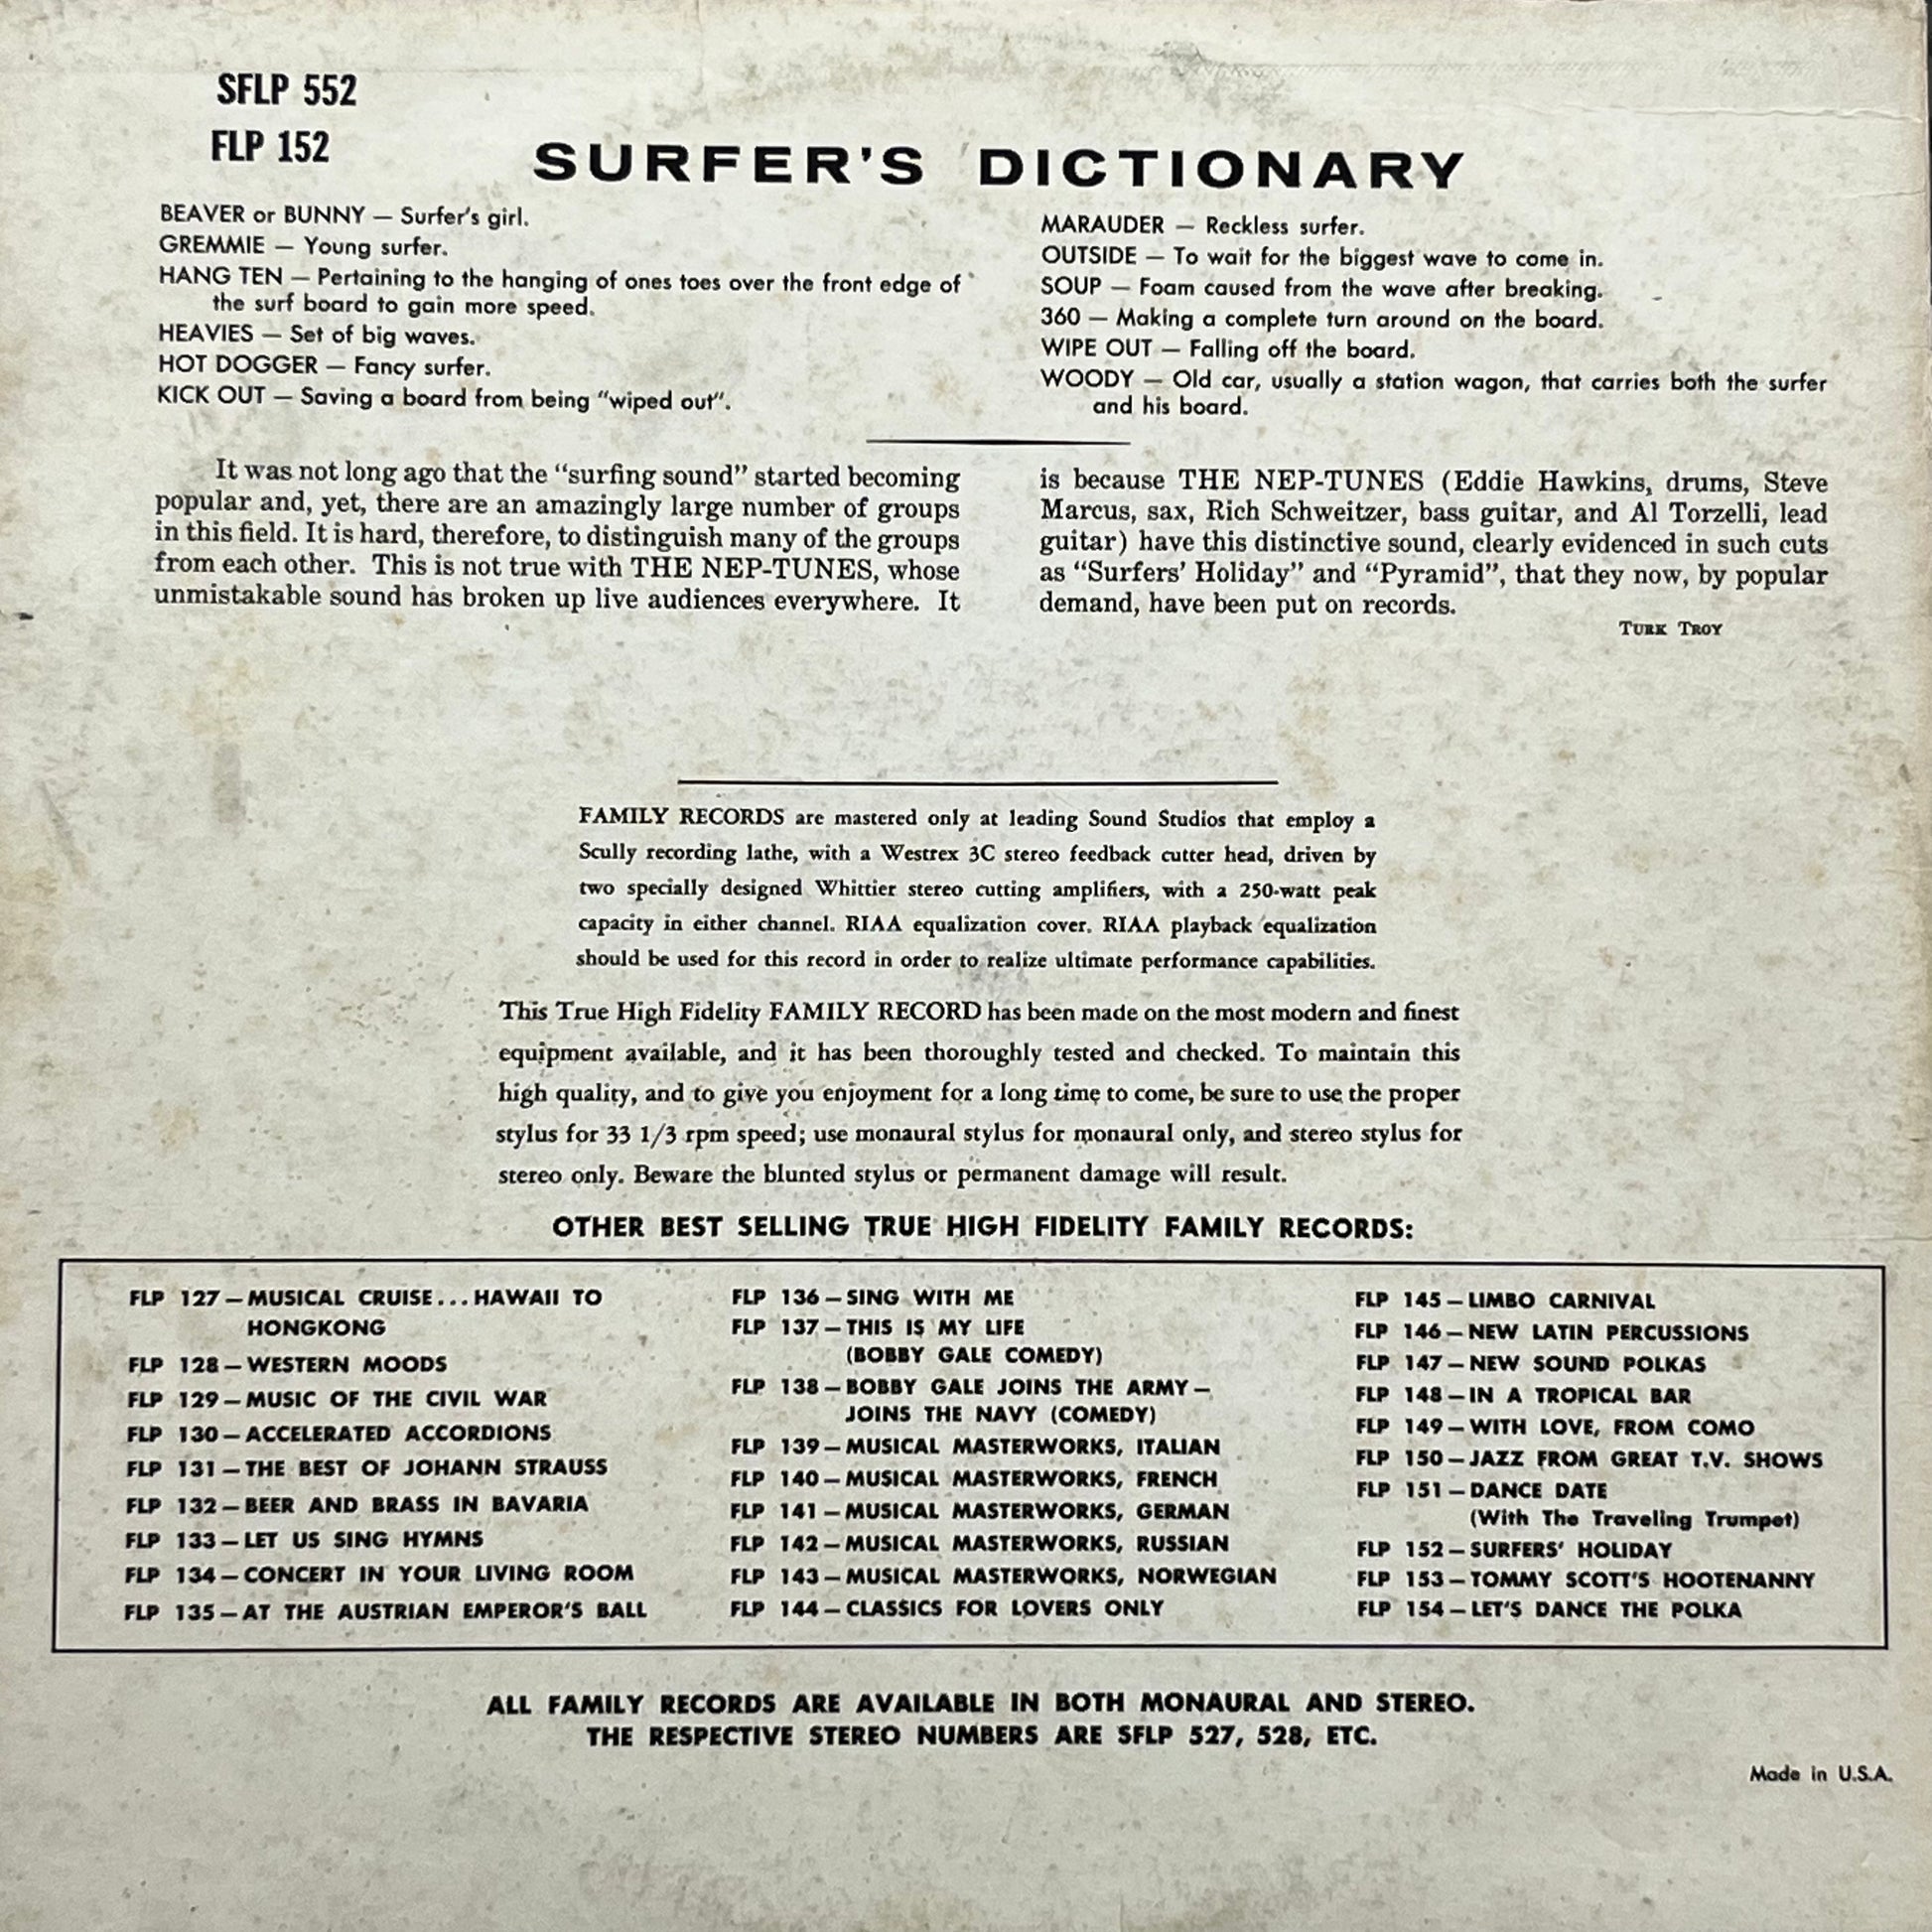 SFLP 552
FLP 152
SURFER'S DICTIONARY
BEAVER or BUNNY — Surfer's girl.
GREMMIE — Young surfer.
HANG TEN — Pertaining to the hanging of ones toes over the front edge of
the surf board to gain more speed.
HEAVIES — Set of big waves.
HOT DOGGER — Fancy surfer.
KICK OUT — Saving a board from being "wiped out".
MARAUDER — Reckless surfer.
OUTSIDE — To wait for the biggest wave to come in.
SOUP — Foam caused from the wave after breaking.
360 — Making a complete turn around on the board.
WIPE OUT — Falling off the board.
WOODY — Old car, usually a station wagon, that carries both the surfer
and his board.
It was not long ago that the "surfing sound" started becoming
popular and, yet, there are an amazingly large number of groups
in this field. It is hard, therefore, to distinguish many of the groups
from each other. This is not true with THE NEP-TUNES, whose
unmistakable sound has broken up live audiences everywhere. It
is because THE NEP-TUNES (Eddie Hawkins, drums, Steve
Marcus, sax, Rich Schweitzer, bass guitar, and Al Torzelli, lead
guitar) have this distinctive sound, clearly evidenced in such cuts
as "Surfers' Holiday" and "Pyramid", that they now, by popular
demand, have been put on records.
TURK TROY
FAMILY RECORDS are mastered only at leading Sound Studios that employ a
Scully recording lathe, with a Westrex 3C stereo feedback cutter head, driven by
two specially designed Whittier stereo cutting amplifiers, with a 250-watt peak
capacity in either channel. RIAA equalization cover. RIAA playback equalization
should be used for this record in order to realize ultimate performance capabilities.
This True High Fidelity FAMILY RECORD has been made on the most modern and finest
equipment available, and it has been thoroughly tested and checked. To maintain this
high quality, and to give you enjoyment for a long time to come, be sure to use the proper
stylus for 33 1/3 rpm speed; use monaural stylus for monaural only, and stereo stylus for
stereo only. Beware the blunted stylus or permanent damage will result.
OTHER BEST SELLING TRUE HIGH FIDELITY FAMILY RECORDS:
FLP 127 — MUSICAL CRUISE...HAWAII TO
HONGKONG
FLP 128 — WESTERN MOODS
FLP 129 — MUSIC OF THE CIVIL WAR
FLP 130 — ACCELERATED ACCORDIONS
FLP 131 — THE BEST OF JOHANN STRAUSS
FLP 132 — BEER AND BRASS IN BAVARIA
FLP 133 — LET US SING HYMNS
FLP 134 — CONCERT IN YOUR LIVING ROOM
FLP 135 — AT THE AUSTRIAN EMPEROR'S BALL
FLP 136 — SING WITH ME
FLP 137 — THIS IS MY LIFE
(BOBBY GALE COMEDY)
FLP 138 — BOBBY GALE JOINS THE ARMY —
JOINS THE NAVY (COMEDY)
FLP 139 — MUSICAL MASTERWORKS, ITALIAN
FLP 140 — MUSICAL MASTERWORKS, FRENCH
FLP 141 — MUSICAL MASTERWORKS, GERMAN
FLP 142 — MUSICAL MASTERWORKS, RUSSIAN
FLP 143 — MUSICAL MASTERWORKS, NORWEGIAN
FLP 144 — CLASSICS FOR LOVERS ONLY
FLP 145 — LIMBO CARNIVAL
FLP 146 — NEW LATIN PERCUSSIONS
FLP 147 — NEW SOUND POLKAS
FLP 148 — IN A TROPICAL BAR
FLP 149 — WITH LOVE, FROM COMO
FLP 150 — JAZZ FROM GREAT T.V. SHOWS
FLP 151 — DANCE DATE
(With The Traveling Trumpet)
FLP 152 — SURFERS' HOLIDAY
FLP 153 — TOMMY SCOTT'S HOOTENANNY
FLP 154 — LET'S DANCE THE POLKA
ALL FAMILY RECORDS ARE AVAILABLE IN BOTH MONAURAL AND STEREO.
THE RESPECTIVE STEREO NUMBERS ARE SFLP 527, 528, ETC.
Made in U.S.A.